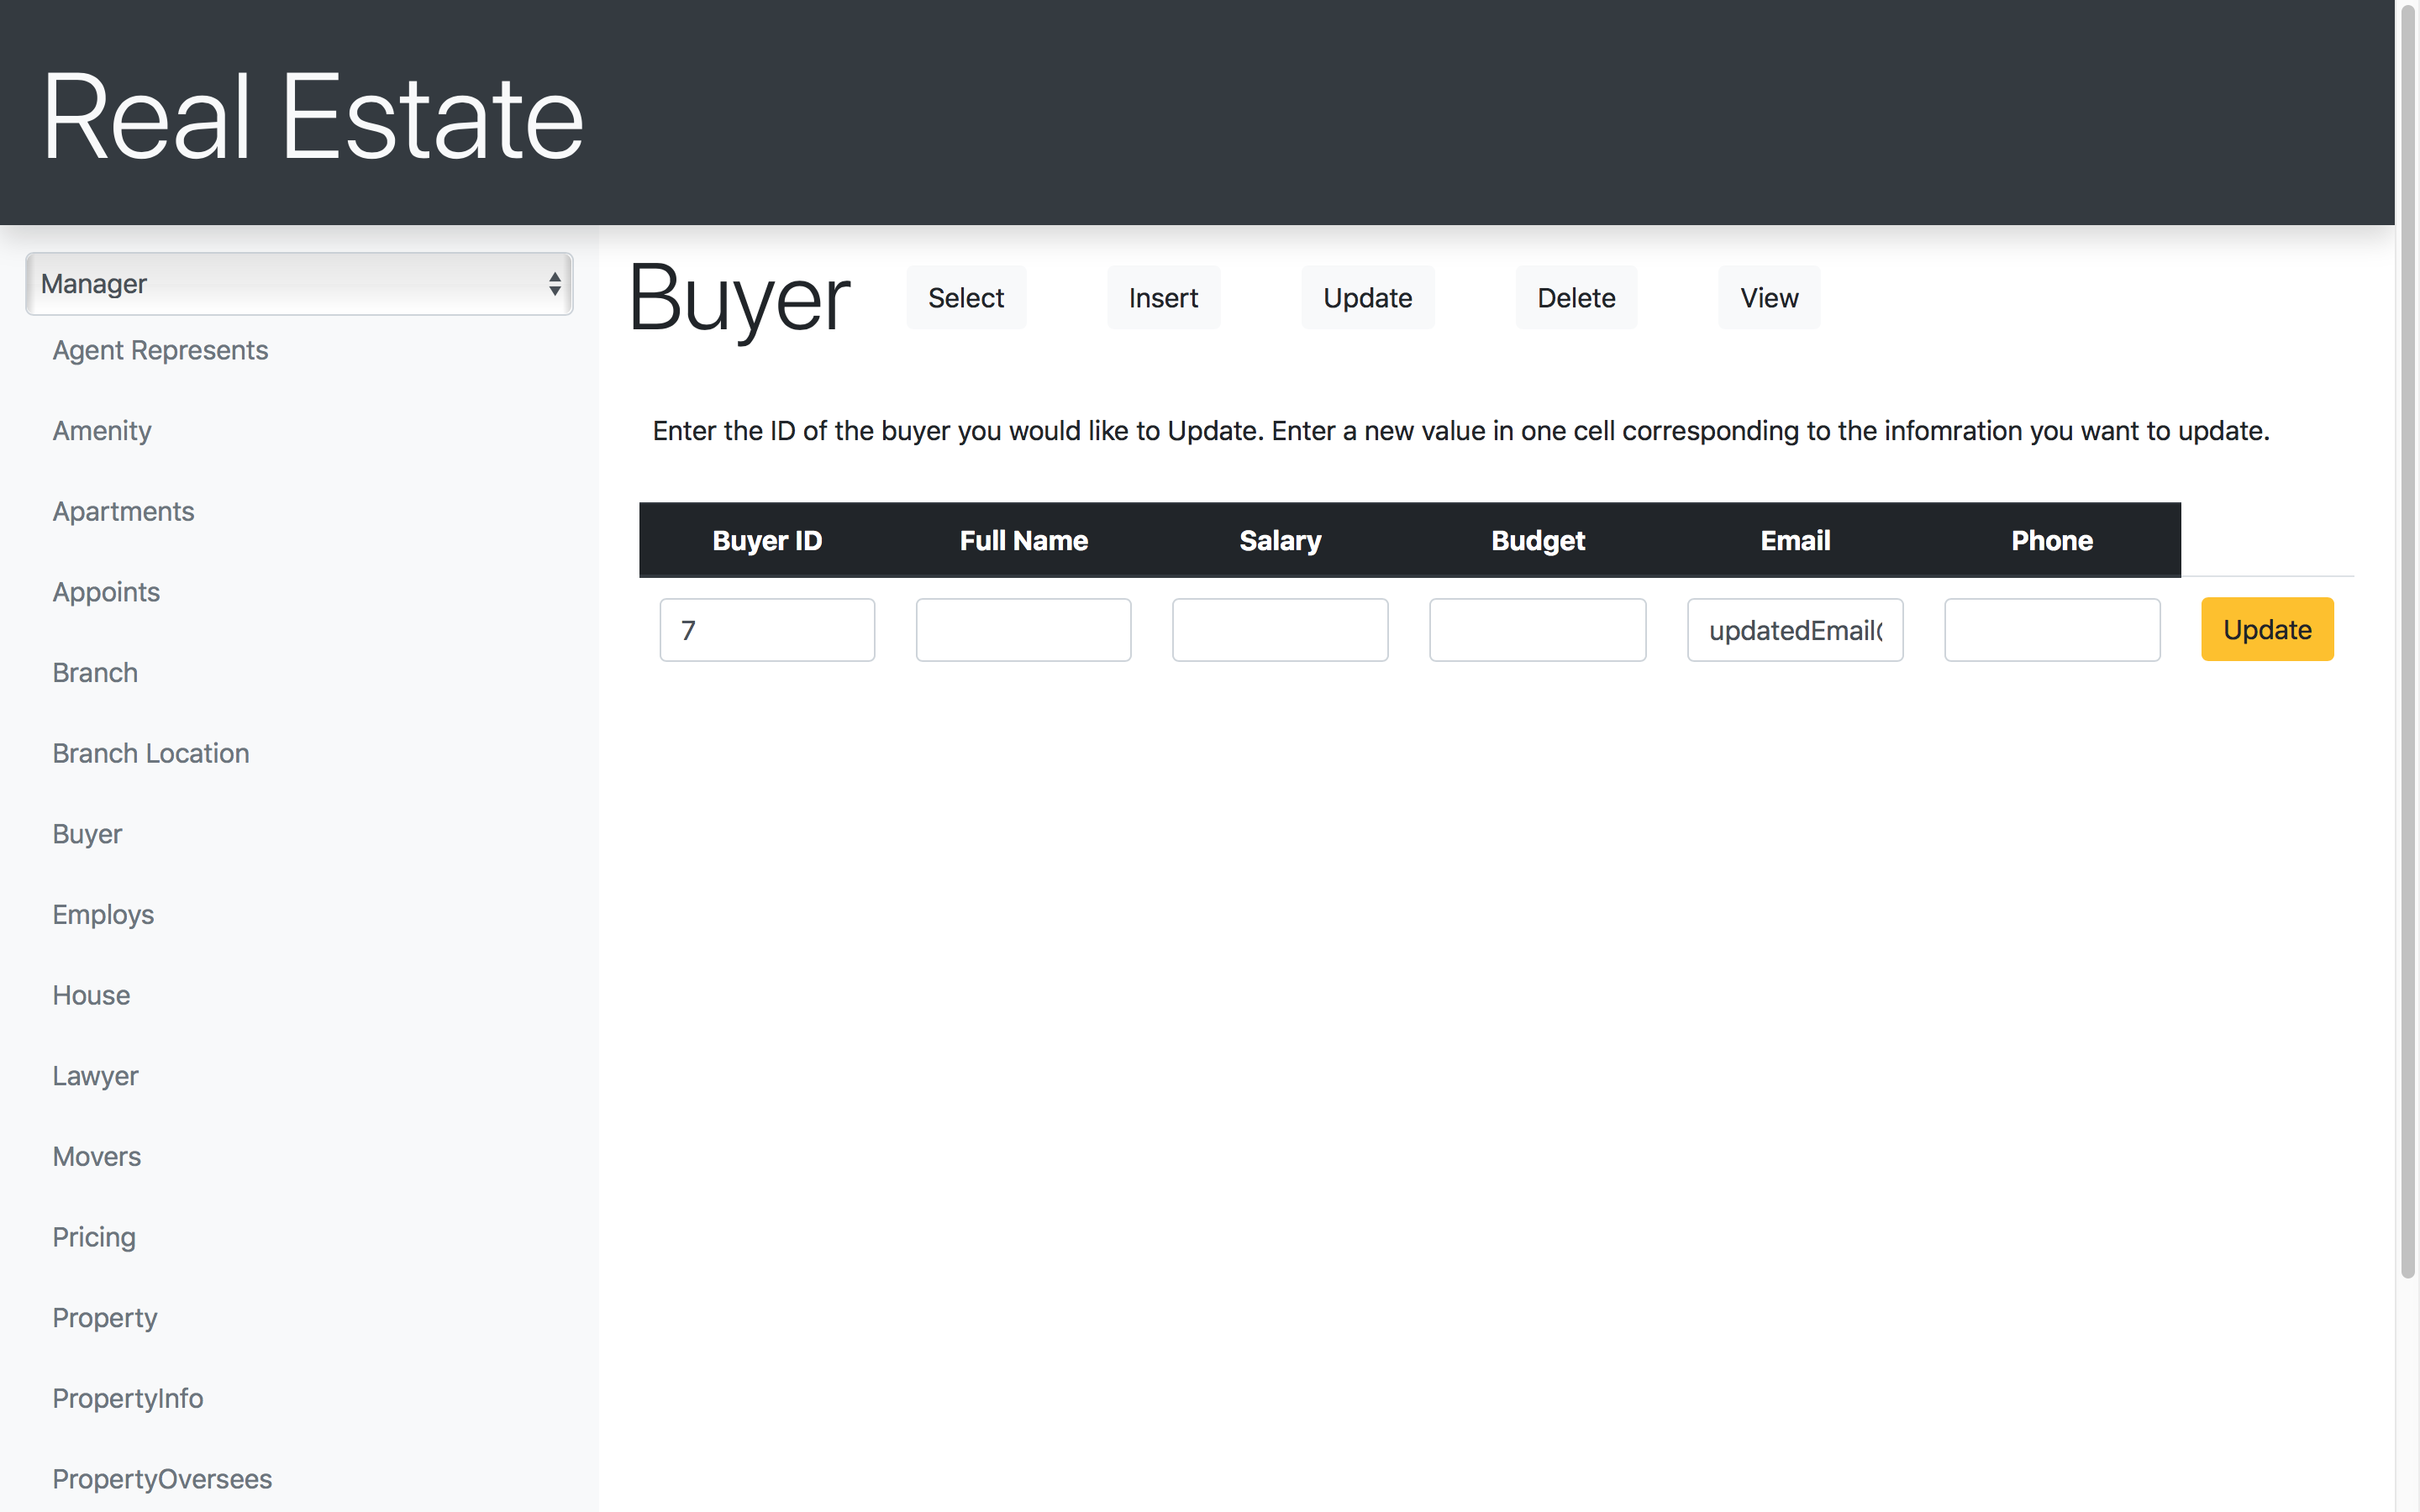 Real Estate
Manager
Agent Represents
Amenity
Apartments
Appoints
Branch
Branch Location
Buyer
Employs
House
Lawyer
Movers
Pricing
Property
PropertyInfo
PropertyOversees
Buyer Select Insert Update Delete View
Enter the ID of the buyer you would like to Update. Enter a new value in one cell corresponding to the infomration you want to update.
Buyer ID Full Name Salary Budget Email Phone
7 updatedEmail( Update